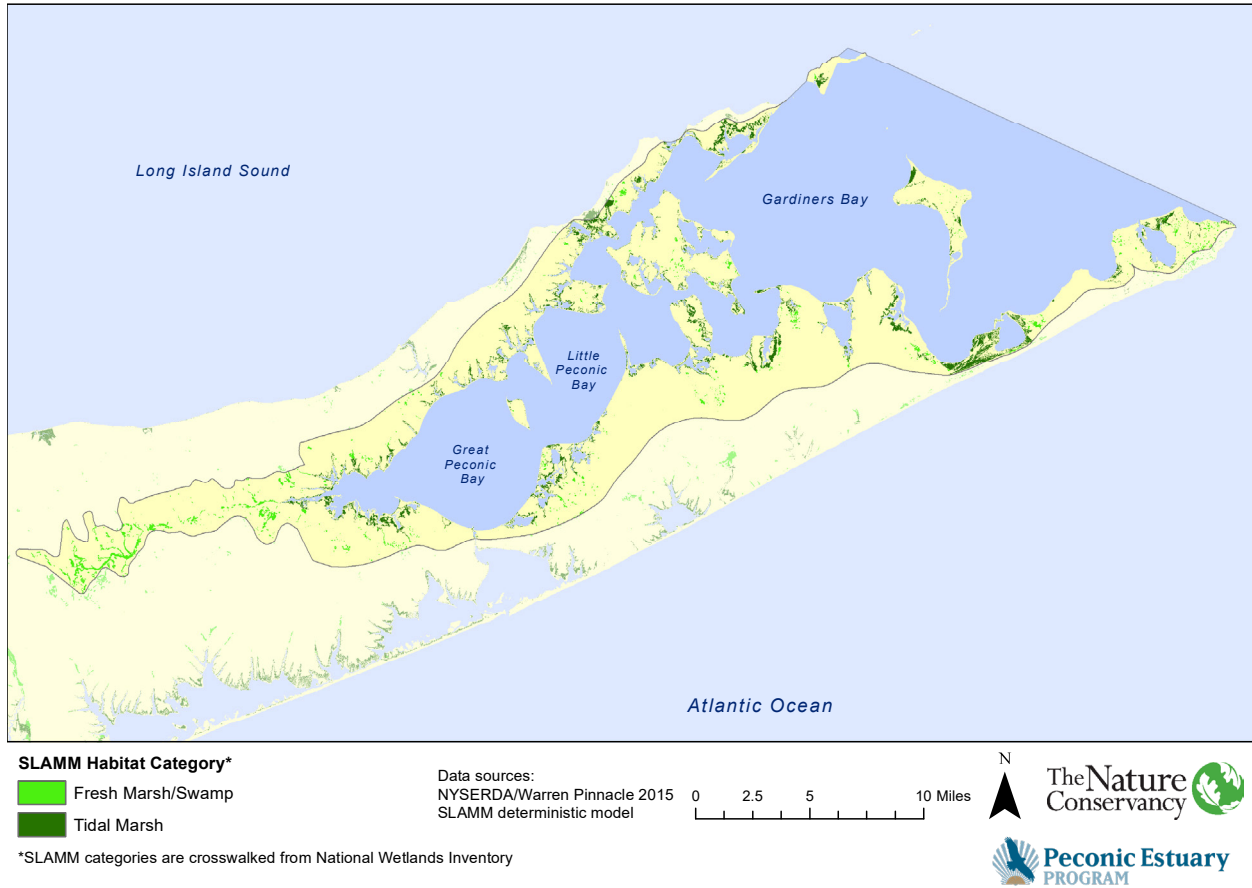 Long Island Sound
Gardiners Bay
Little
Peconic
Bay
Great
Peconic
Bay
Atlantic Ocean
SLAMM Habitat Category*
Fresh Marsh/Swamp
Tidal Marsh
*SLAMM categories are crosswalked from National Wetlands Inventory
Data sources:
NYSERDA/Warren Pinnacle 2015
SLAMM deterministic model
0 2.5 5 10 Miles
N
The Nature
Conservancy
Peconic Estuary
PROGRAM